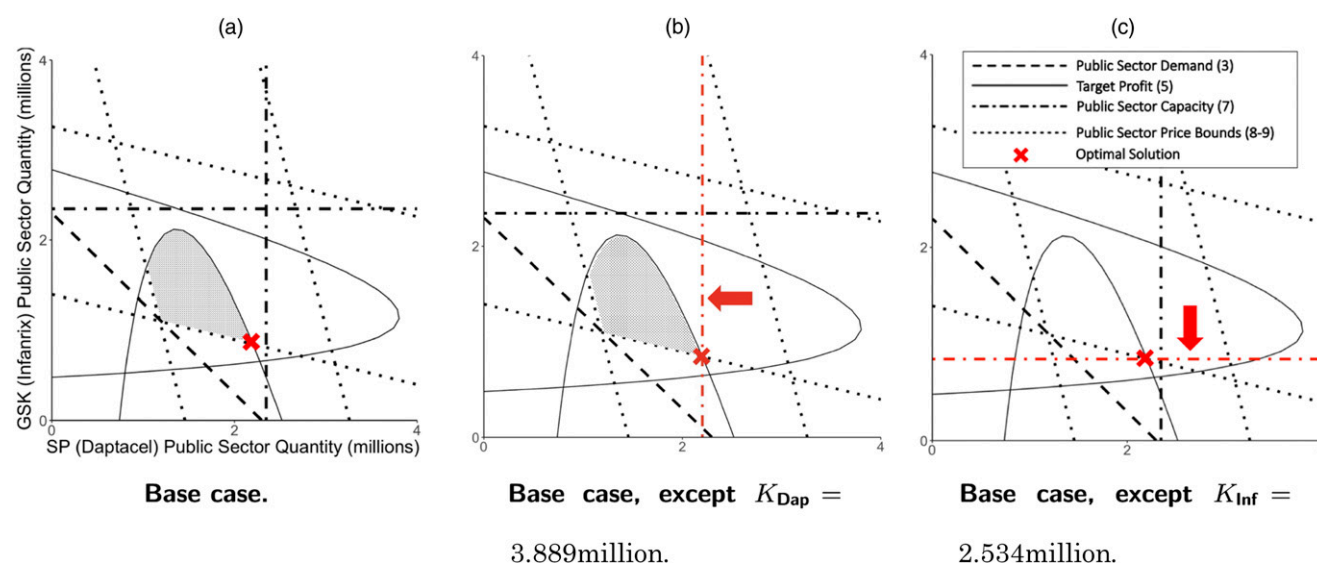 (a)
(b)
(c)
GSK (Infanrix) Public Sector Quantity (millions)
4
2
0
0
2
4
SP (Daptacel) Public Sector Quantity (millions)
4
2
0
0
2
4
4
2
0
0
2
Public Sector Demand (3)
Target Profit (5)
Public Sector Capacity (7)
Public Sector Price Bounds (8-9)
Optimal Solution
Base case.
Base case, except K_Dap =
3.889million.
Base case, except K_Inf =
2.534million.